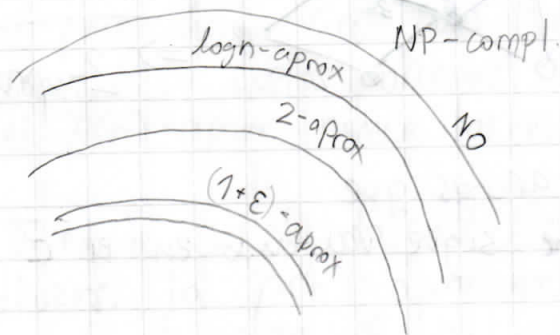 NP-compl.
logn-aprox
NO
2-aprox
(1+ε)-aprox